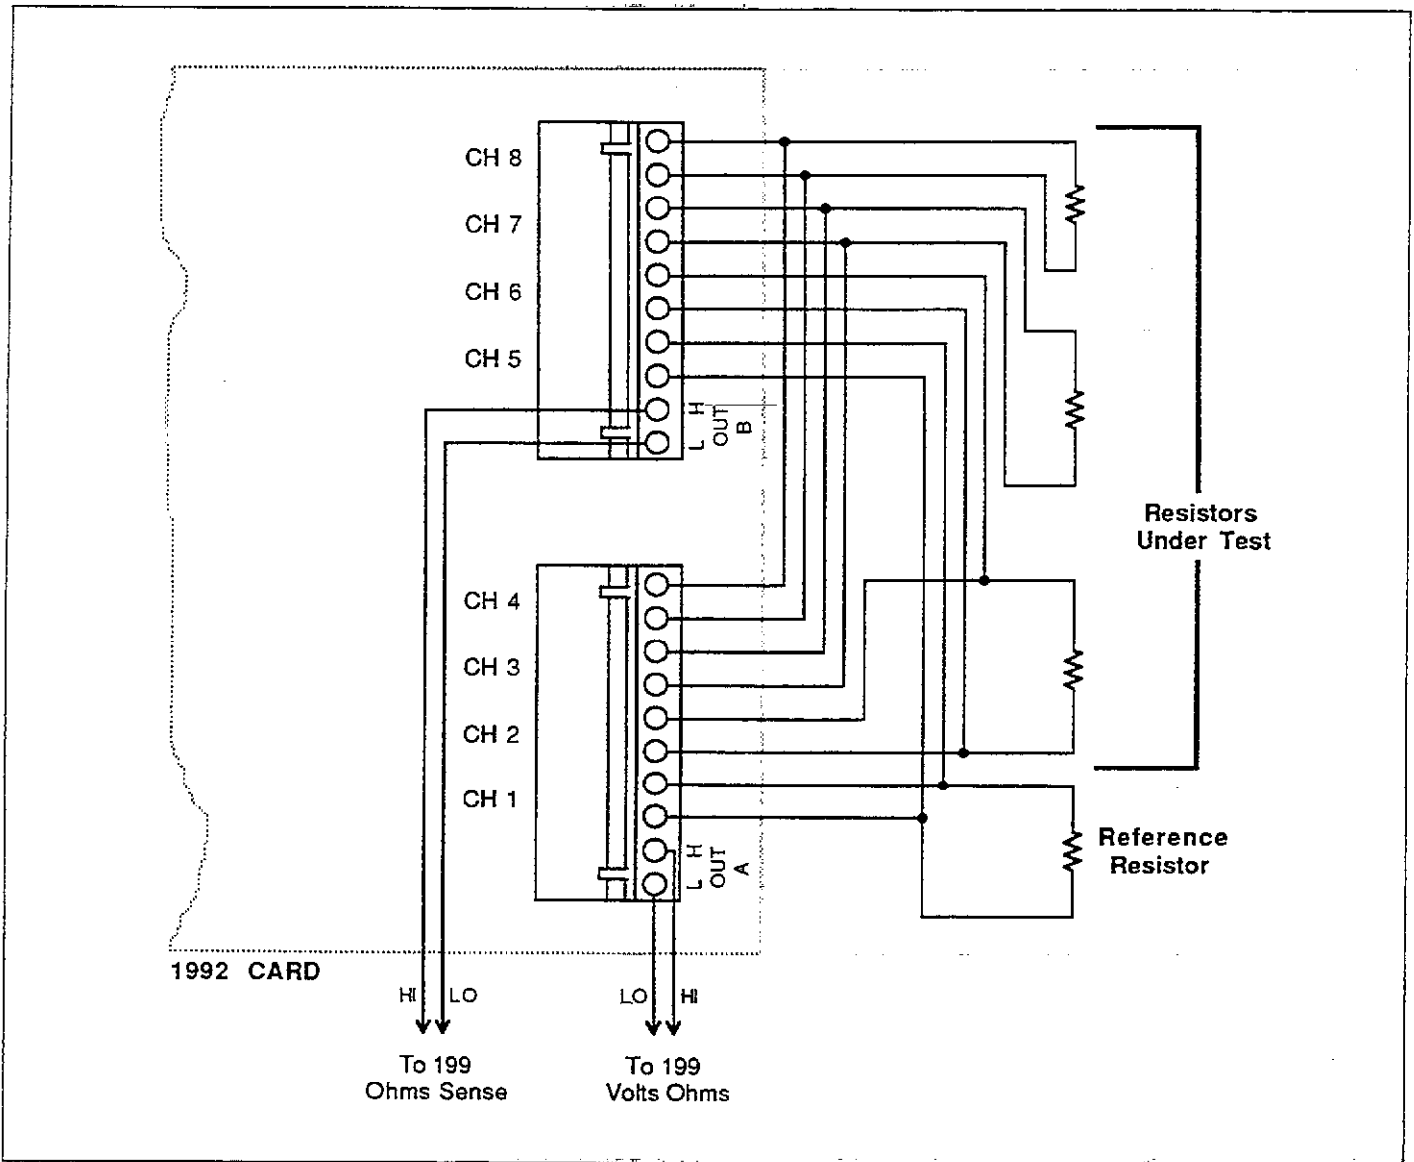 CH 8
CH 7
CH 6
CH 5
H
L
OUT
B
CH 4
CH 3
CH 2
CH 1
H
L
OUT
A
Resistors
Under Test
Reference
Resistor
1992 CARD
HI
LO
LO
HI
To 199
Ohms Sense
To 199
Volts Ohms